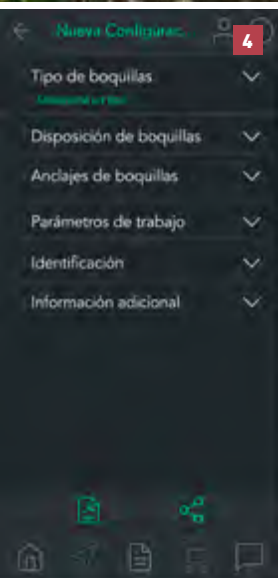 Nueva Configurac...
4
Tipo de boquillas
Disposición de boquillas
Anclajes de boquillas
Parámetros de trabajo
Identificación
Información adicional